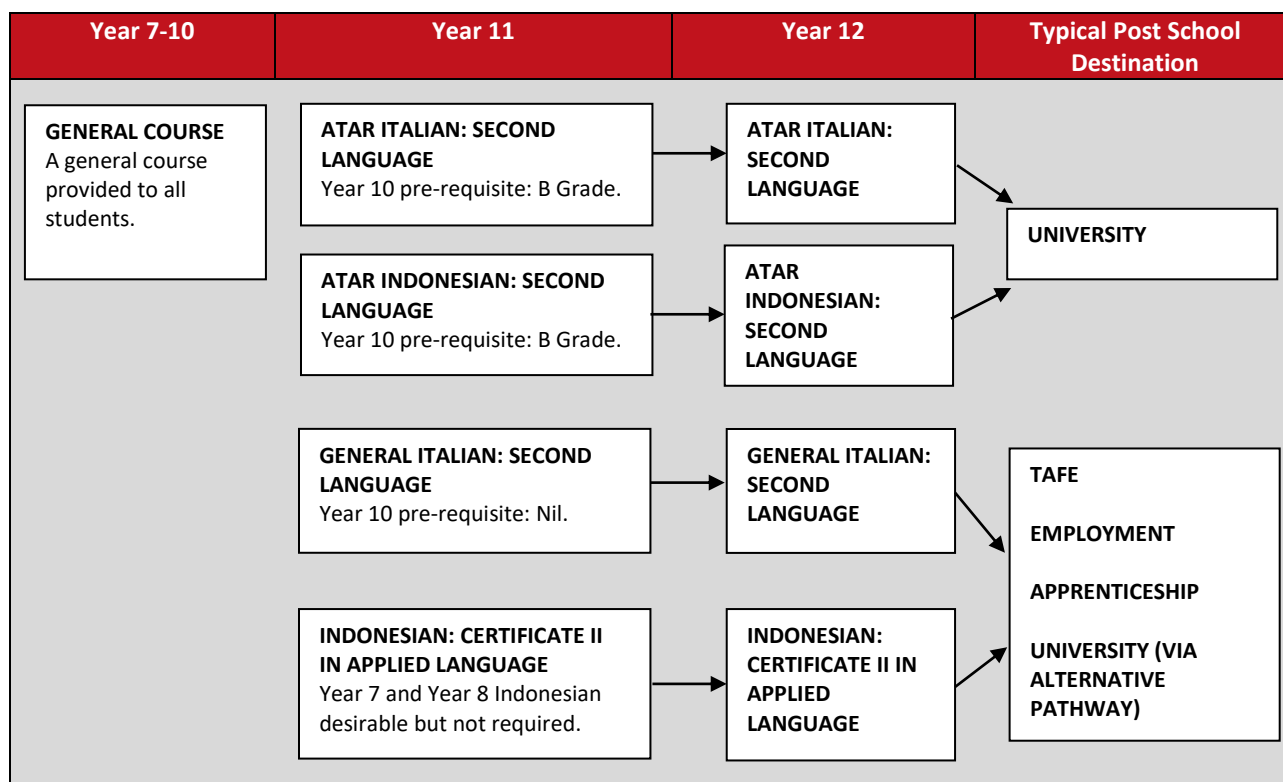 Year 7-10
Year 11
Year 12
Typical Post School
Destination
GENERAL COURSE
A general course
provided to all
students.
ATAR ITALIAN: SECOND
LANGUAGE
Year 10 pre-requisite: B Grade.
ATAR ITALIAN:
SECOND
LANGUAGE
UNIVERSITY
ATAR INDONESIAN: SECOND
LANGUAGE
Year 10 pre-requisite: B Grade.
ATAR
INDONESIAN:
SECOND
LANGUAGE
GENERAL ITALIAN: SECOND
LANGUAGE
Year 10 pre-requisite: Nil.
GENERAL ITALIAN:
SECOND
LANGUAGE
TAFE
EMPLOYMENT
APPRENTICESHIP
UNIVERSITY (VIA
ALTERNATIVE
PATHWAY)
INDONESIAN: CERTIFICATE II
IN APPLIED LANGUAGE
Year 7 and Year 8 Indonesian
desirable but not required.
INDONESIAN:
CERTIFICATE II IN
APPLIED
LANGUAGE